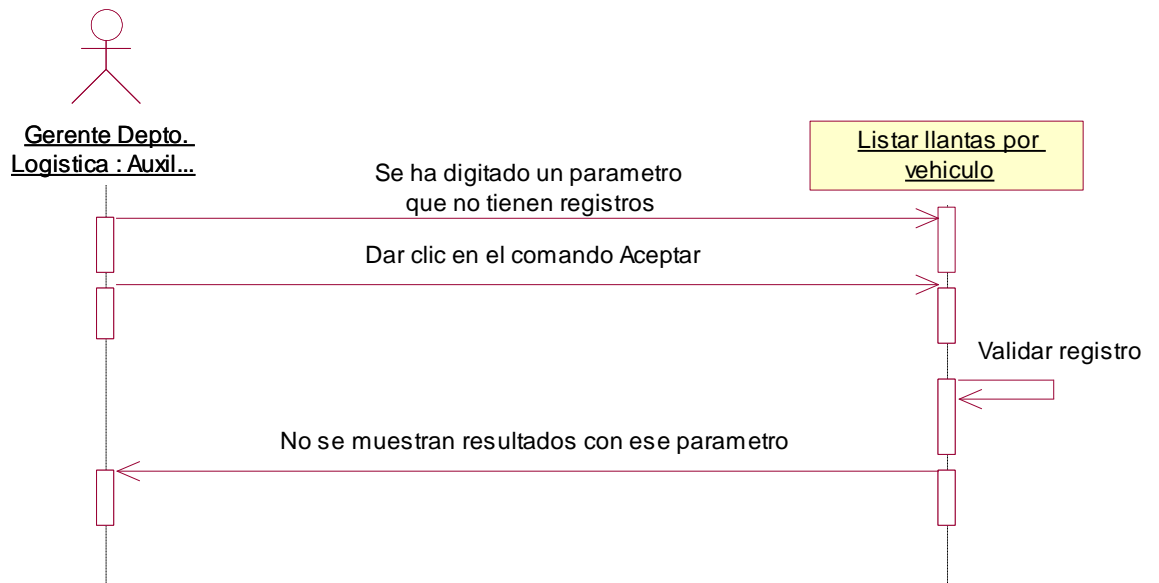 Gerente Depto.
Logistica : Auxil...
Listar llantas por
vehiculo
Se ha digitado un parametro
que no tienen registros
Dar clic en el comando Aceptar
Validar registro
No se muestran resultados con ese parametro